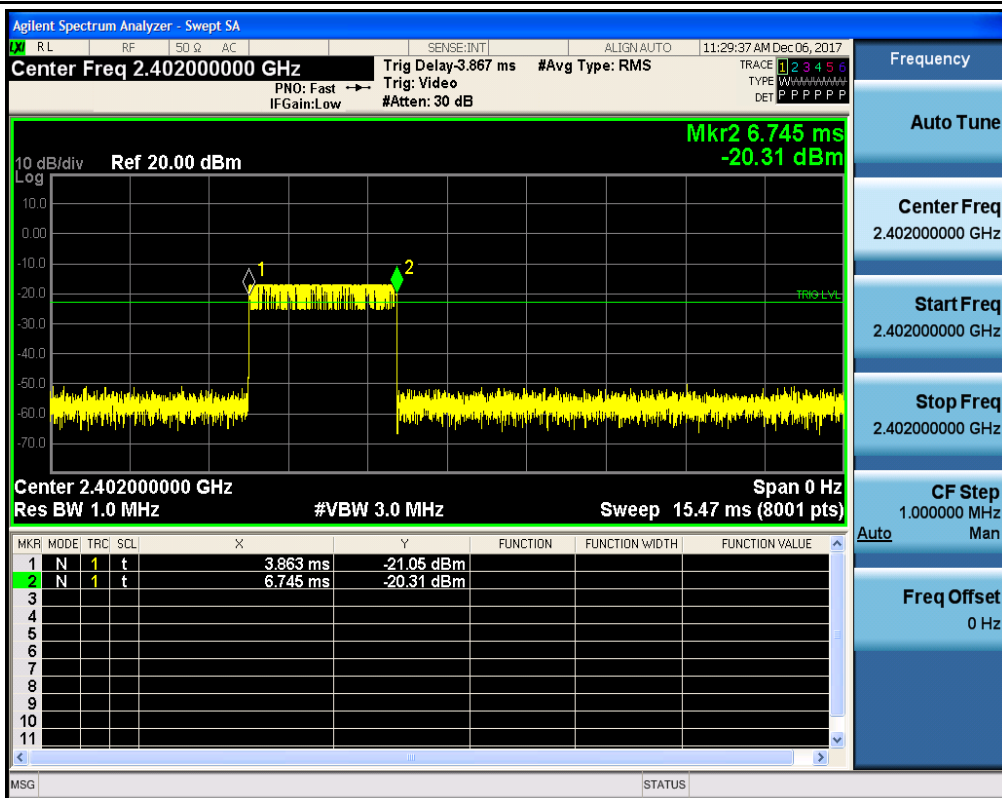 Agilent Spectrum Analyzer - Swept SA
LXI RL RF 50 Ω AC SENSE:INT ALIGN AUTO 11:29:37 AM Dec 06, 2017
Center Freq 2.402000000 GHz
PNO: Fast
IFGain:Low
Trig Delay-3.867 ms
Trig: Video
#Atten: 30 dB
#Avg Type: RMS
TRACE 1 2 3 4 5 6
TYPE
DET P P P P P P
Mkr2 6.745 ms
-20.31 dBm
10 dB/div Ref 20.00 dBm
Log
10.0
0.00
-10.0
-20.0
-30.0
-40.0
-50.0
-60.0
-70.0
1
2
TRIG LVL
Center 2.402000000 GHz Span 0 Hz
Res BW 1.0 MHz #VBW 3.0 MHz Sweep 15.47 ms (8001 pts)
MKR MODE TRC SCL X Y FUNCTION FUNCTION WIDTH FUNCTION VALUE
1 N 1 t 3.863 ms -21.05 dBm
2 N 1 t 6.745 ms -20.31 dBm
3
4
5
6
7
8
9
10
11
MSG STATUS
Frequency
Auto Tune
Center Freq
2.402000000 GHz
Start Freq
2.402000000 GHz
Stop Freq
2.402000000 GHz
CF Step
1.000000 MHz
Auto Man
Freq Offset
0 Hz